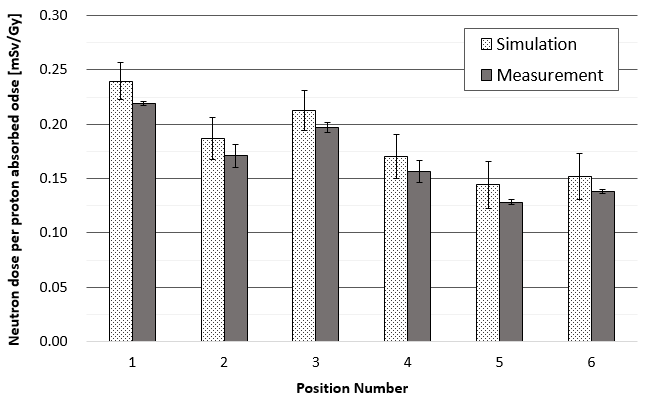 Neutron dose per proton absorbed odse [mSv/Gy]
0.30
0.25
0.20
0.15
0.10
0.05
0.00
Simulation
Measurement
1 2 3 4 5 6
Position Number